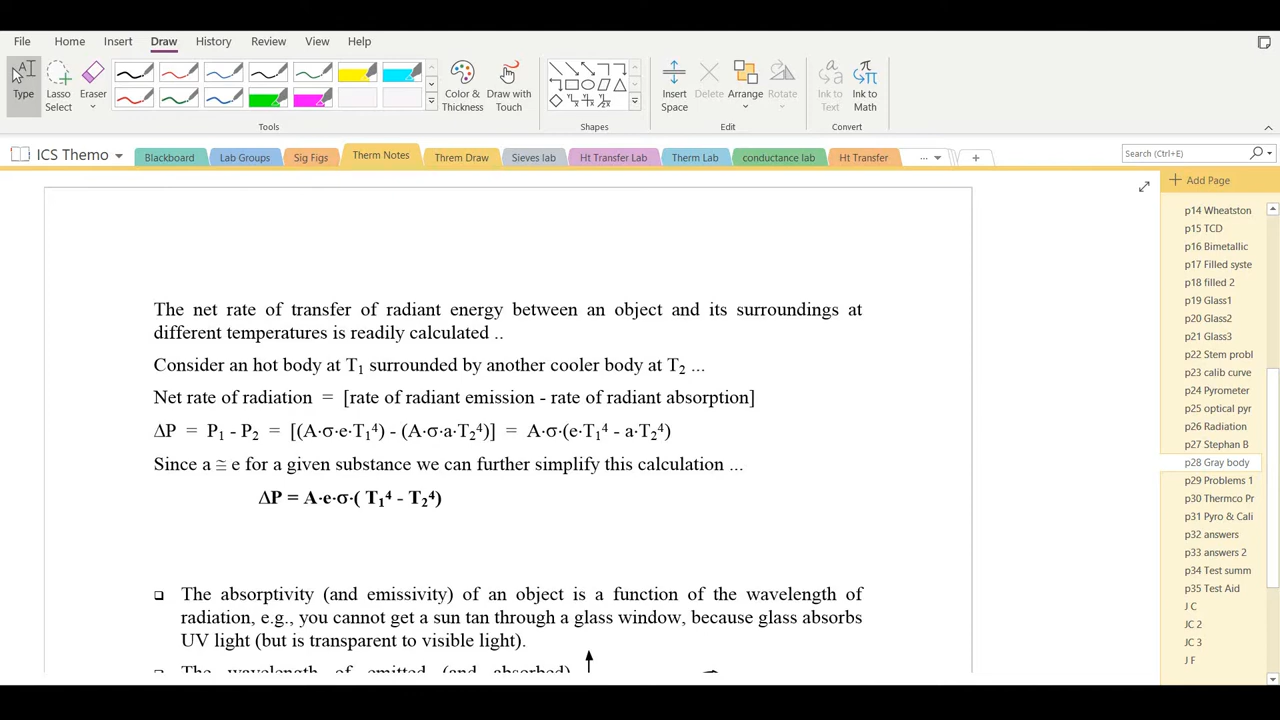 File Home Insert Draw History Review View Help
Type Lasso Select Eraser Color & Thickness Draw with Touch Insert Space Delete Arrange Rotate Ink to Text Ink to Math
Tools Shapes Edit Convert
ICS Themo Blackboard Lab Groups Sig Figs Therm Notes Threm Draw Sieves lab Ht Transfer Lab Therm Lab conductance lab Ht Transfer ... + Search (Ctrl+E)
+ Add Page
The net rate of transfer of radiant energy between an object and its surroundings at
different temperatures is readily calculated ..
Consider an hot body at T₁ surrounded by another cooler body at T₂ ...
Net rate of radiation = [rate of radiant emission - rate of radiant absorption]
ΔP = P₁ - P₂ = [(A·σ·e·T₁⁴) - (A·σ·a·T₂⁴)] = A·σ·(e·T₁⁴ - a·T₂⁴)
Since a ≅ e for a given substance we can further simplify this calculation ...
ΔP = A·e·σ·( T₁⁴ - T₂⁴)
❑ The absorptivity (and emissivity) of an object is a function of the wavelength of
radiation, e.g., you cannot get a sun tan through a glass window, because glass absorbs
UV light (but is transparent to visible light).
❑ The wavelength of emitted (and absorbed)
p14 Wheatston
p15 TCD
p16 Bimetallic
p17 Filled syste
p18 filled 2
p19 Glass1
p20 Glass2
p21 Glass3
p22 Stem probl
p23 calib curve
p24 Pyrometer
p25 optical pyr
p26 Radiation
p27 Stephan B
p28 Gray body
p29 Problems 1
p30 Thermco Pr
p31 Pyro & Cali
p32 answers
p33 answers 2
p34 Test summ
p35 Test Aid
J C
JC 2
JC 3
J F